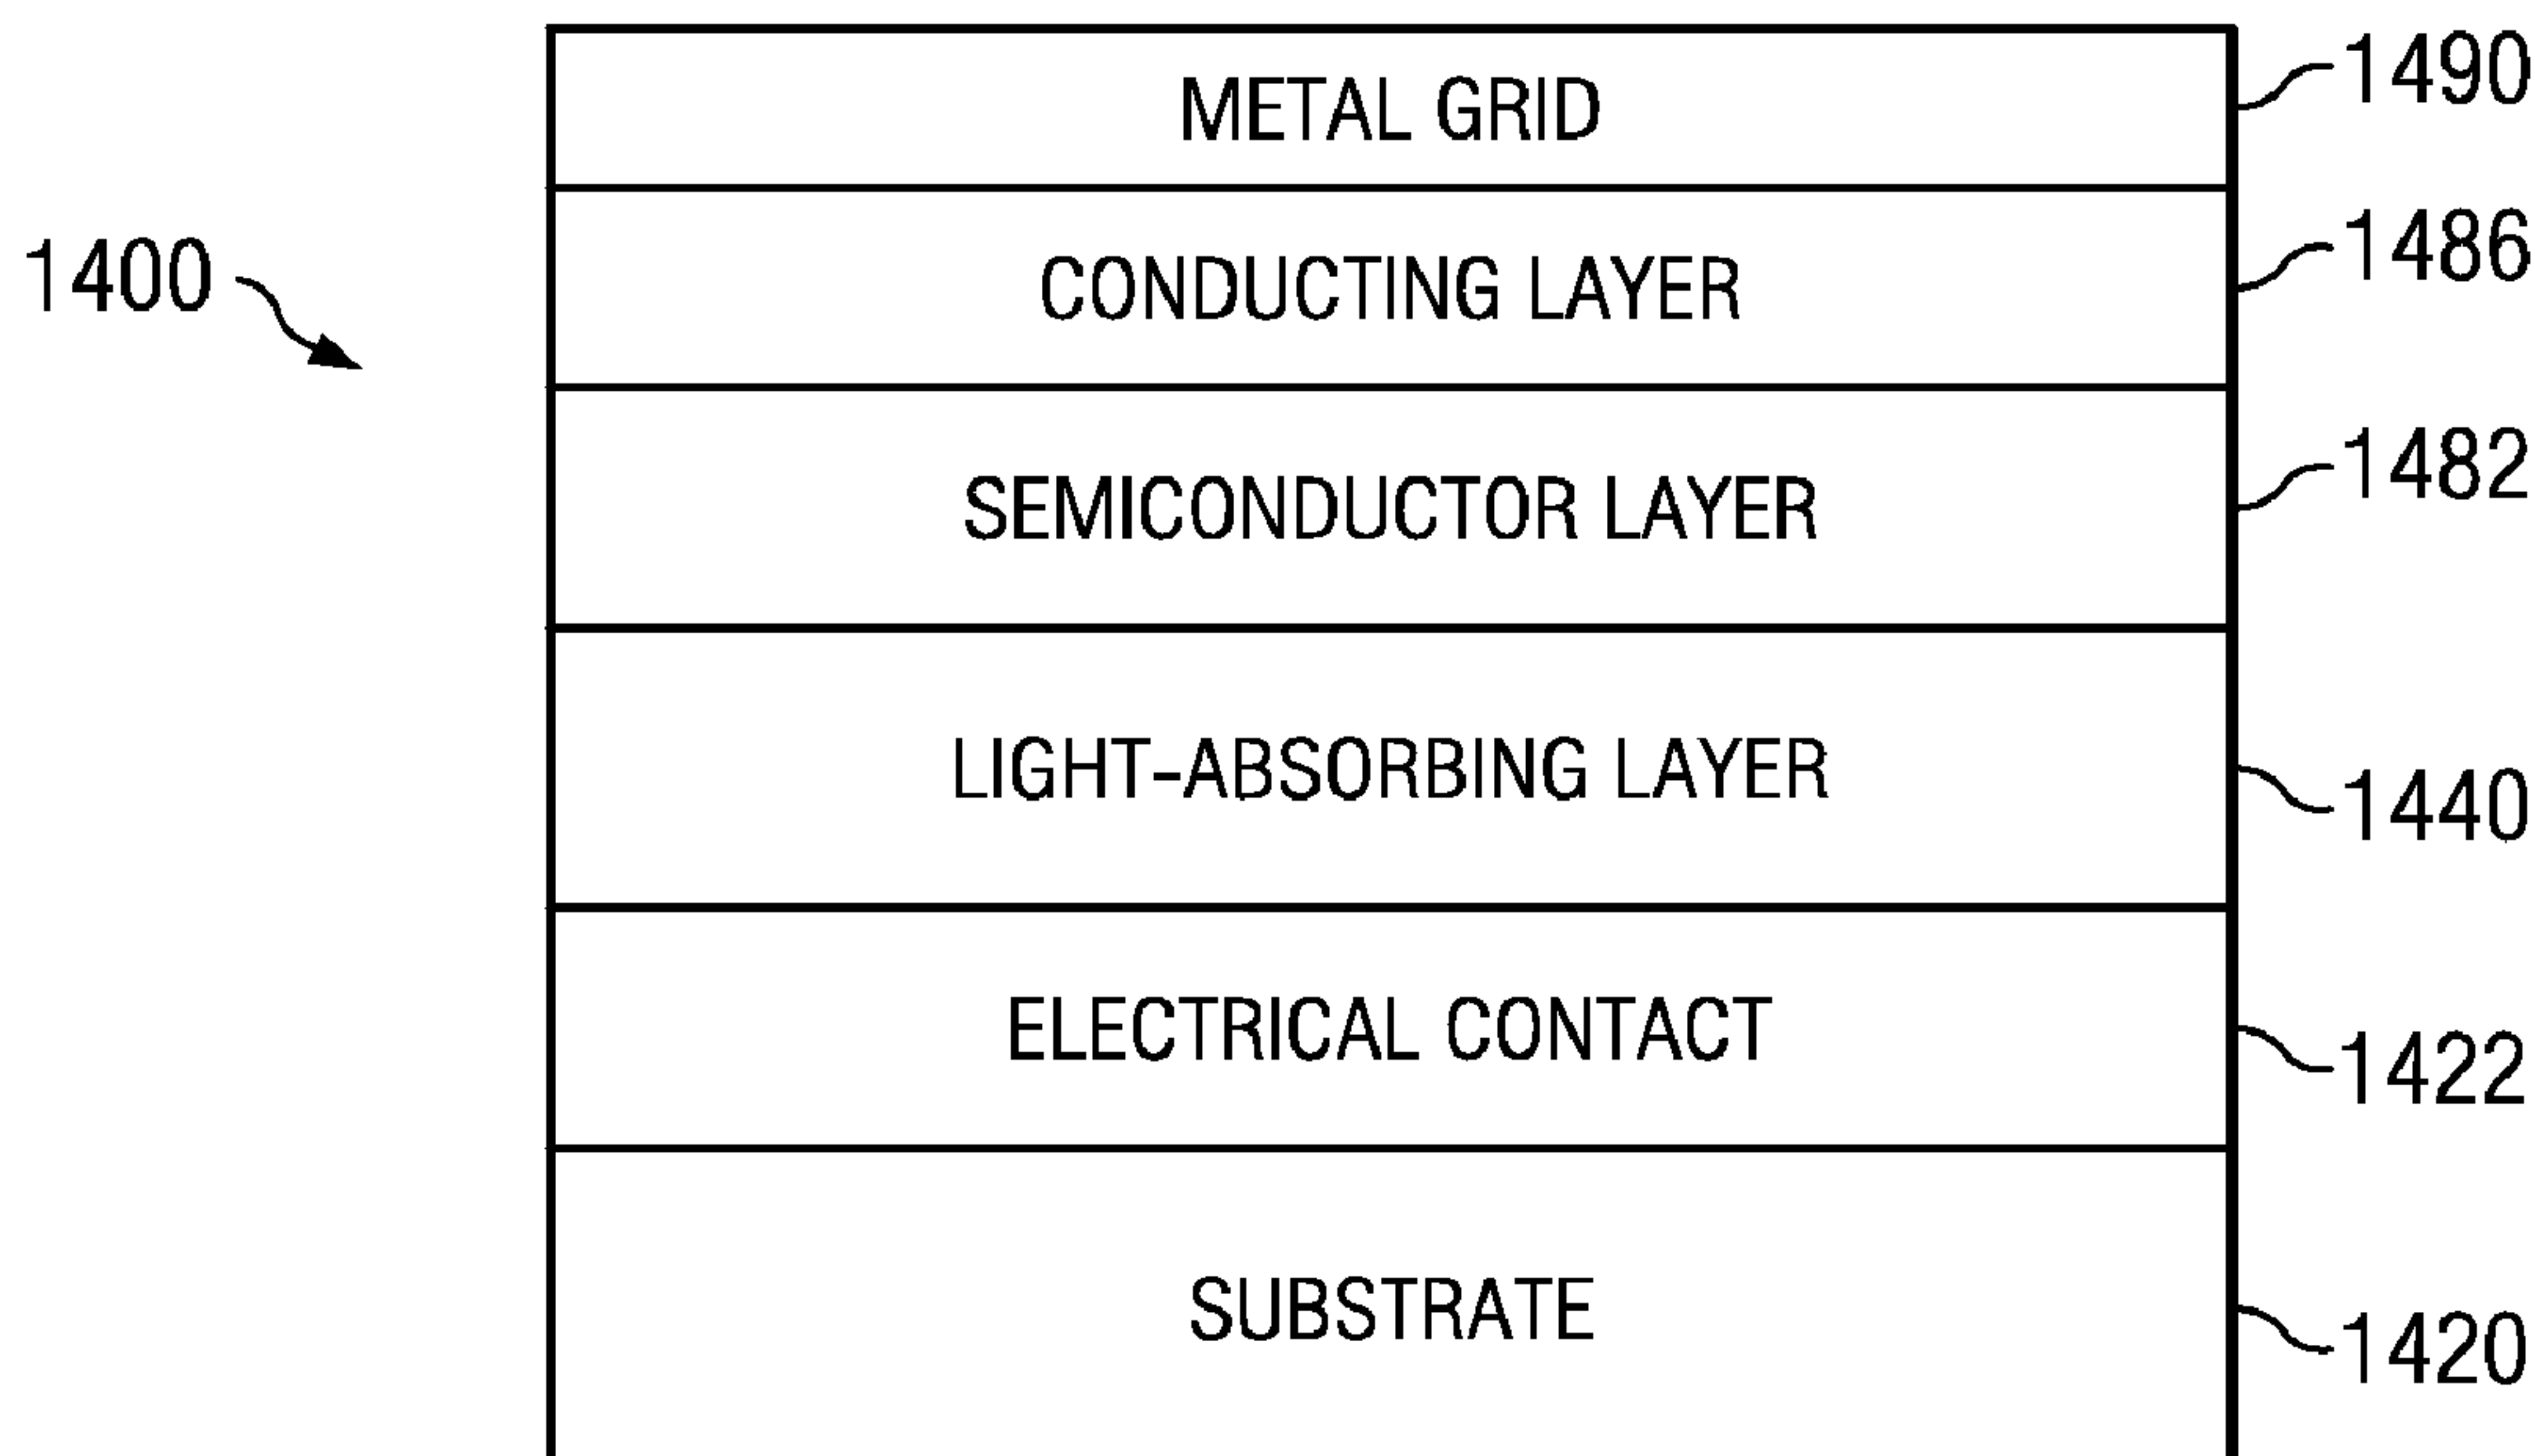 METAL GRID
1490
1400
CONDUCTING LAYER
1486
SEMICONDUCTOR LAYER
1482
LIGHT-ABSORBING LAYER
1440
ELECTRICAL CONTACT
1422
SUBSTRATE
1420